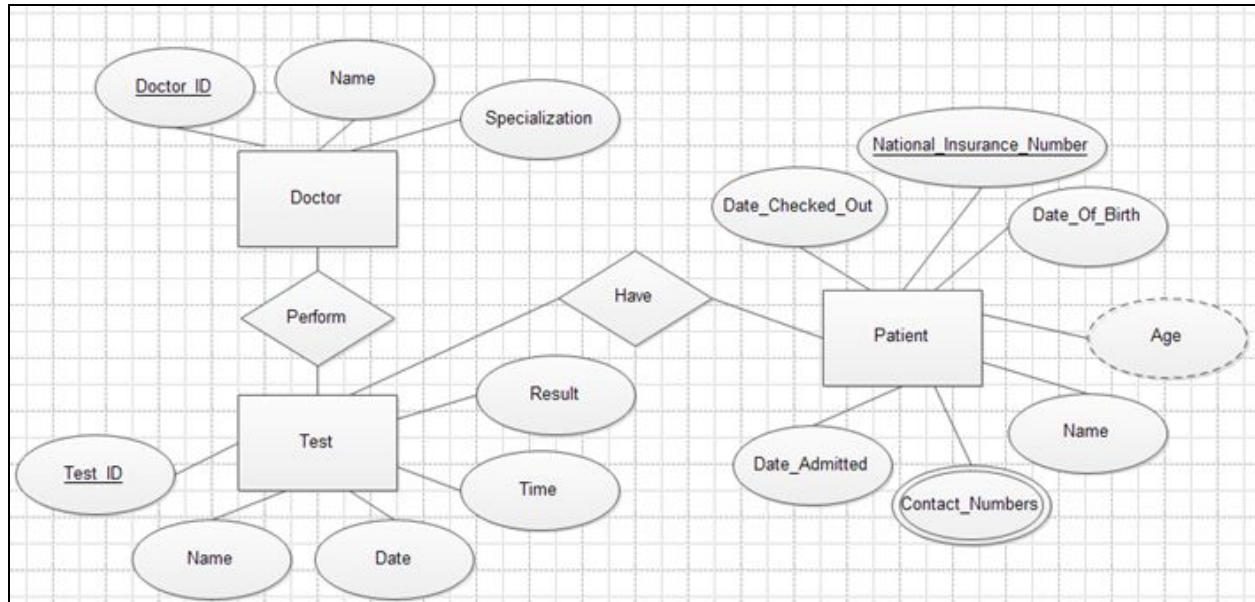 Doctor_ID
Name
Specialization
Doctor
Perform
National_Insurance_Number
Date_Checked_Out
Date_Of_Birth
Have
Patient
Age
Result
Test
Name
Test_ID
Date_Admitted
Time
Contact_Numbers
Name
Date